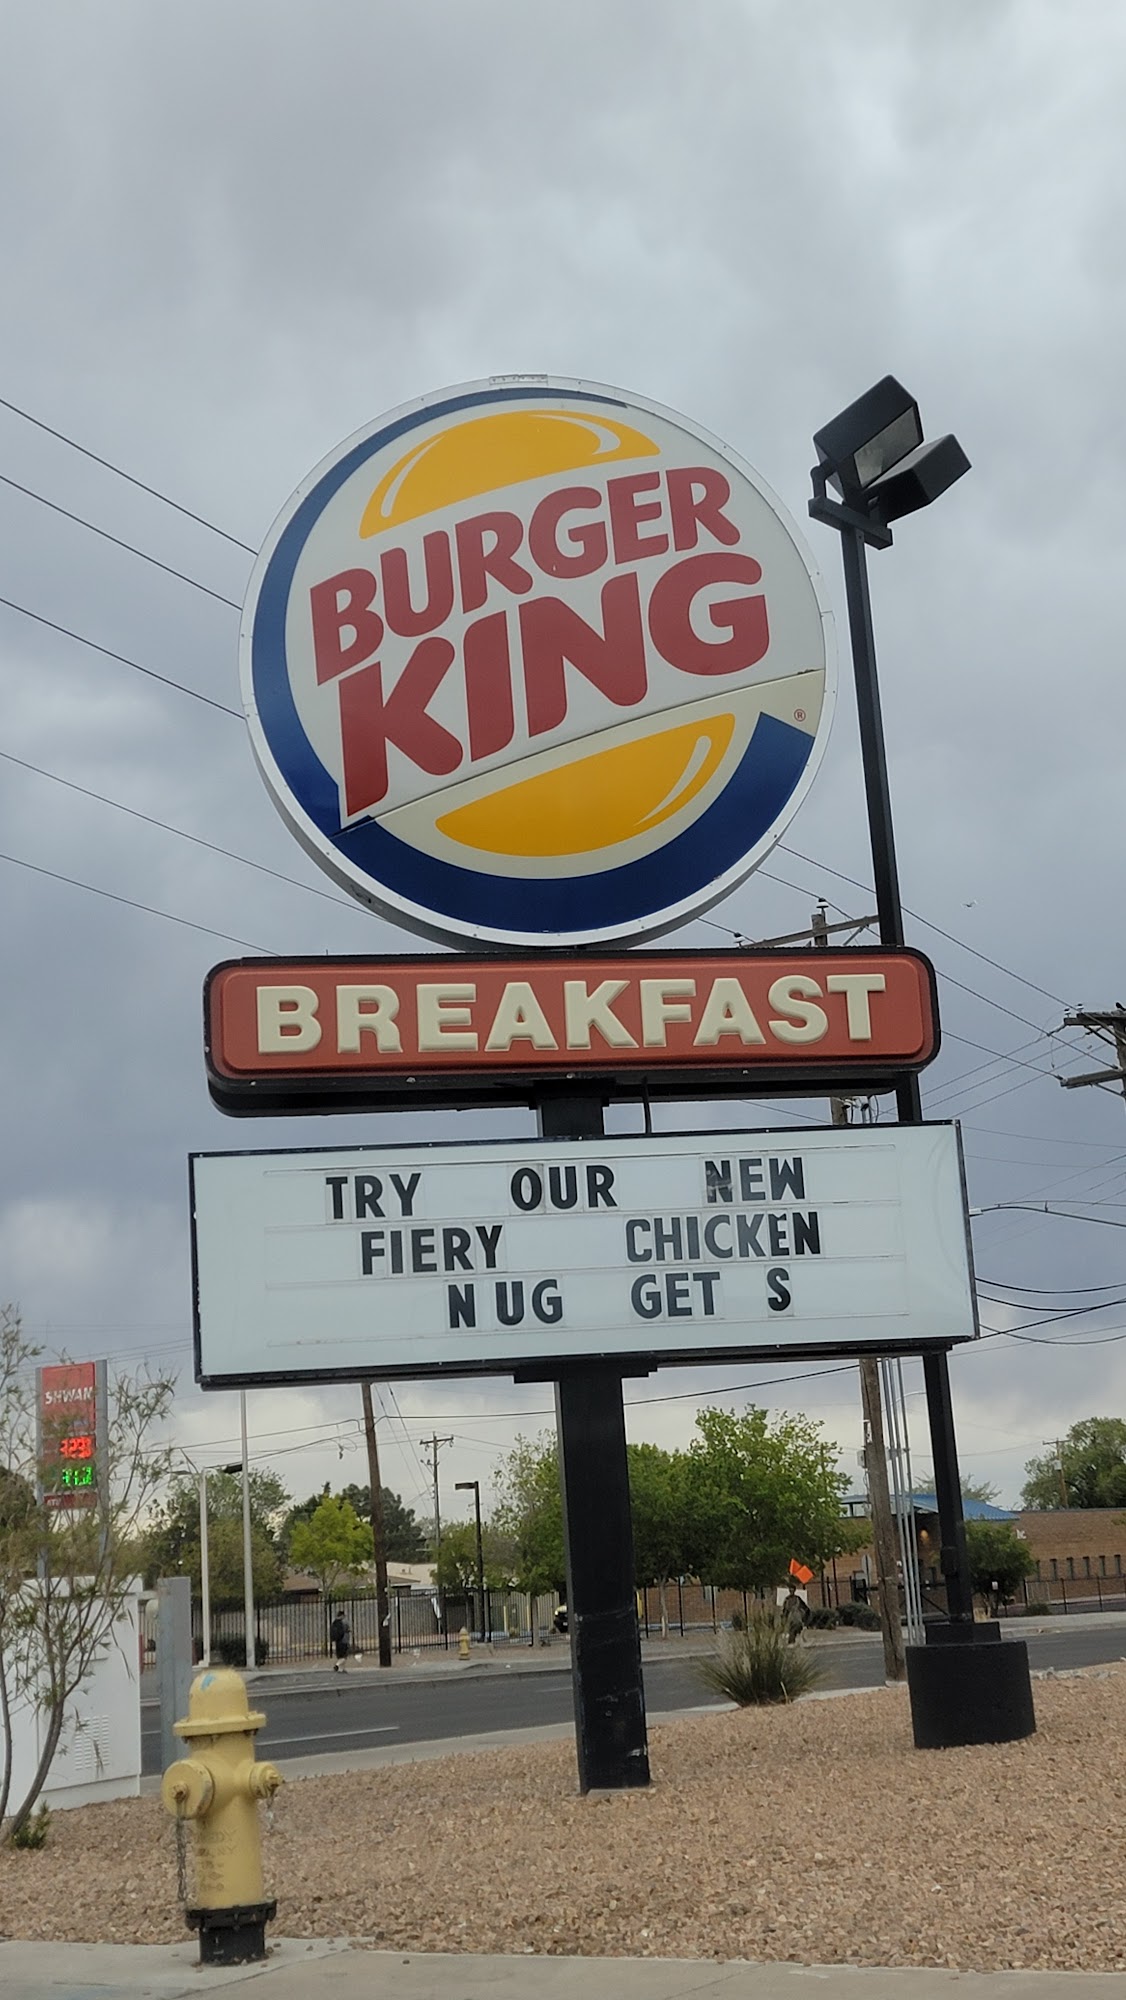 BURGER
KING
®
BREAKFAST
TRY OUR NEW
FIERY CHICKEN
N UG GET S